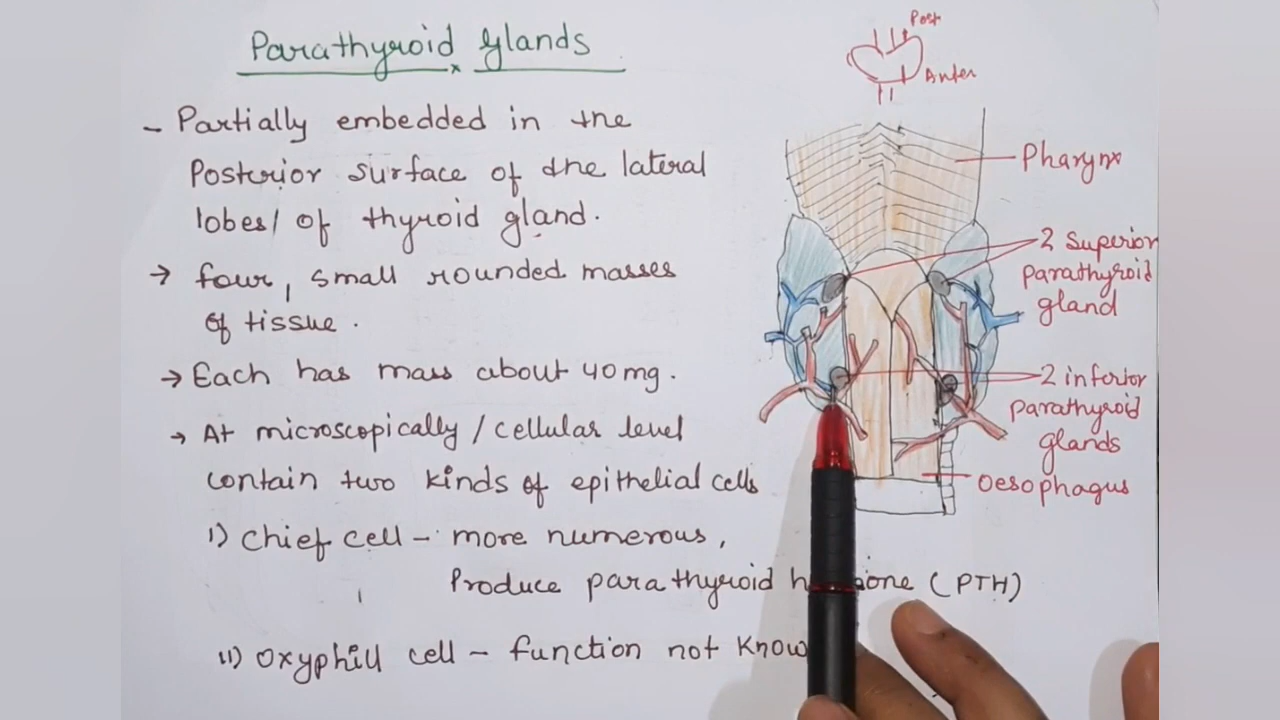 Parathyroid Glands
- Partially embedded in the
Posterior surface of the lateral
lobes/ of thyroid gland.
→ four, small rounded masses
of tissue.
→ Each has mass about 40 mg.
→ At microscopically / cellular level
contain two kinds of epithelial cells
1) Chief cell - more numerous,
Produce parathyroid (PTH)
11) Oxyphill cell - function not
Post
Anter
Pharynx
2 Superior
parathyroid
gland
2 inferior
parathyroid
glands
Oesophagus